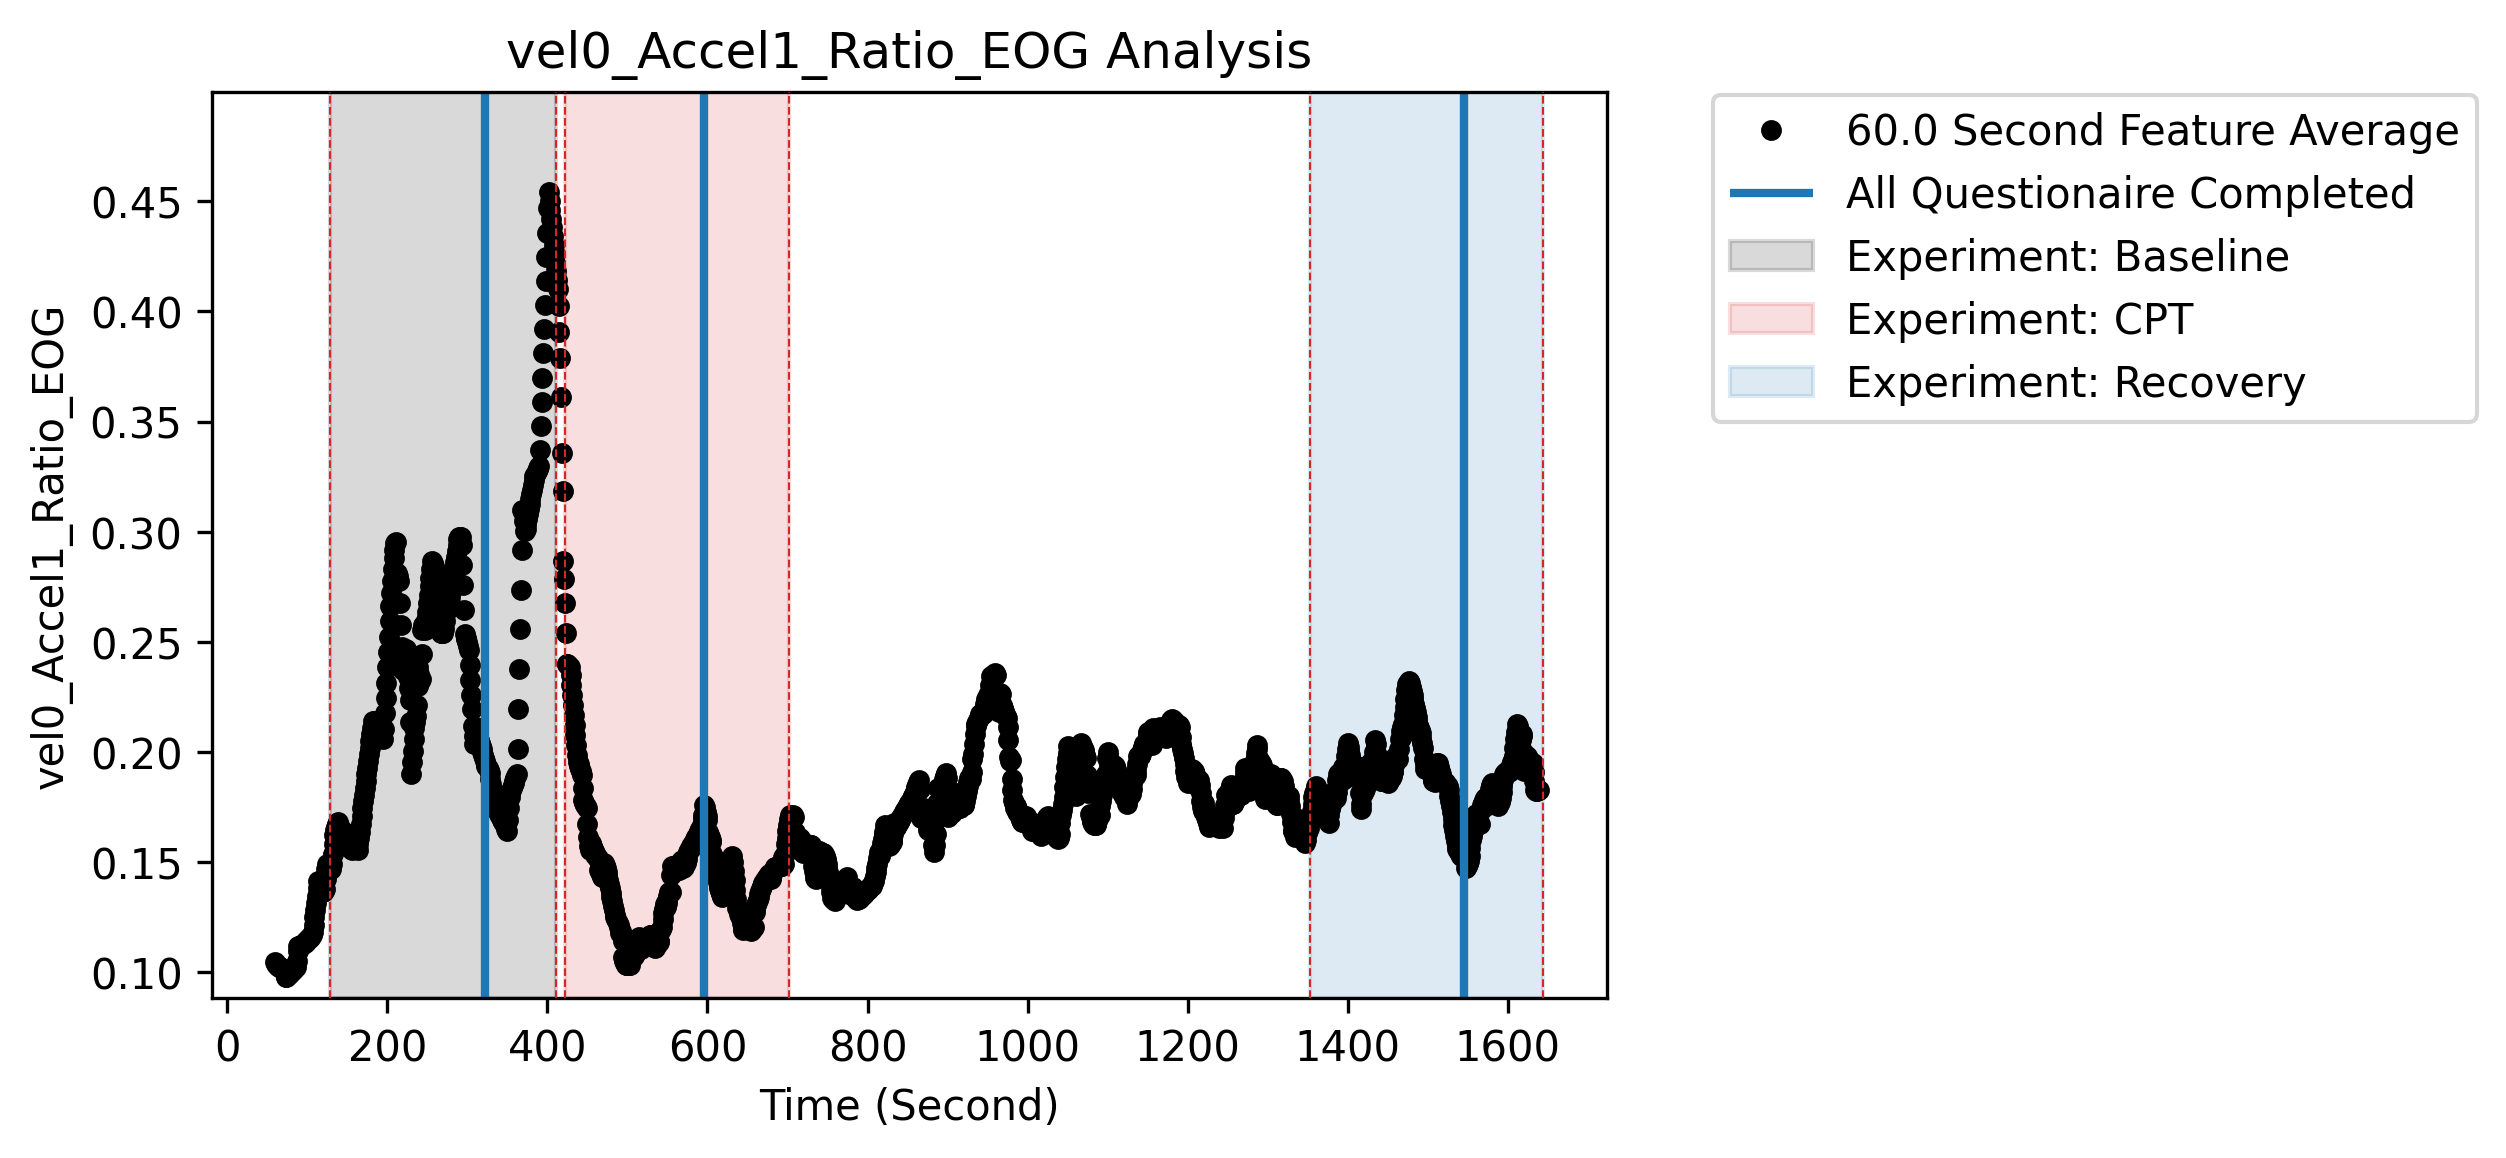 vel0_Accel1_Ratio_EOG Analysis
60.0 Second Feature Average
All Questionaire Completed
Experiment: Baseline
Experiment: CPT
Experiment: Recovery
vel0_Accel1_Ratio_EOG
0.45
0.40
0.35
0.30
0.25
0.20
0.15
0.10
0 200 400 600 800 1000 1200 1400 1600
Time (Second)